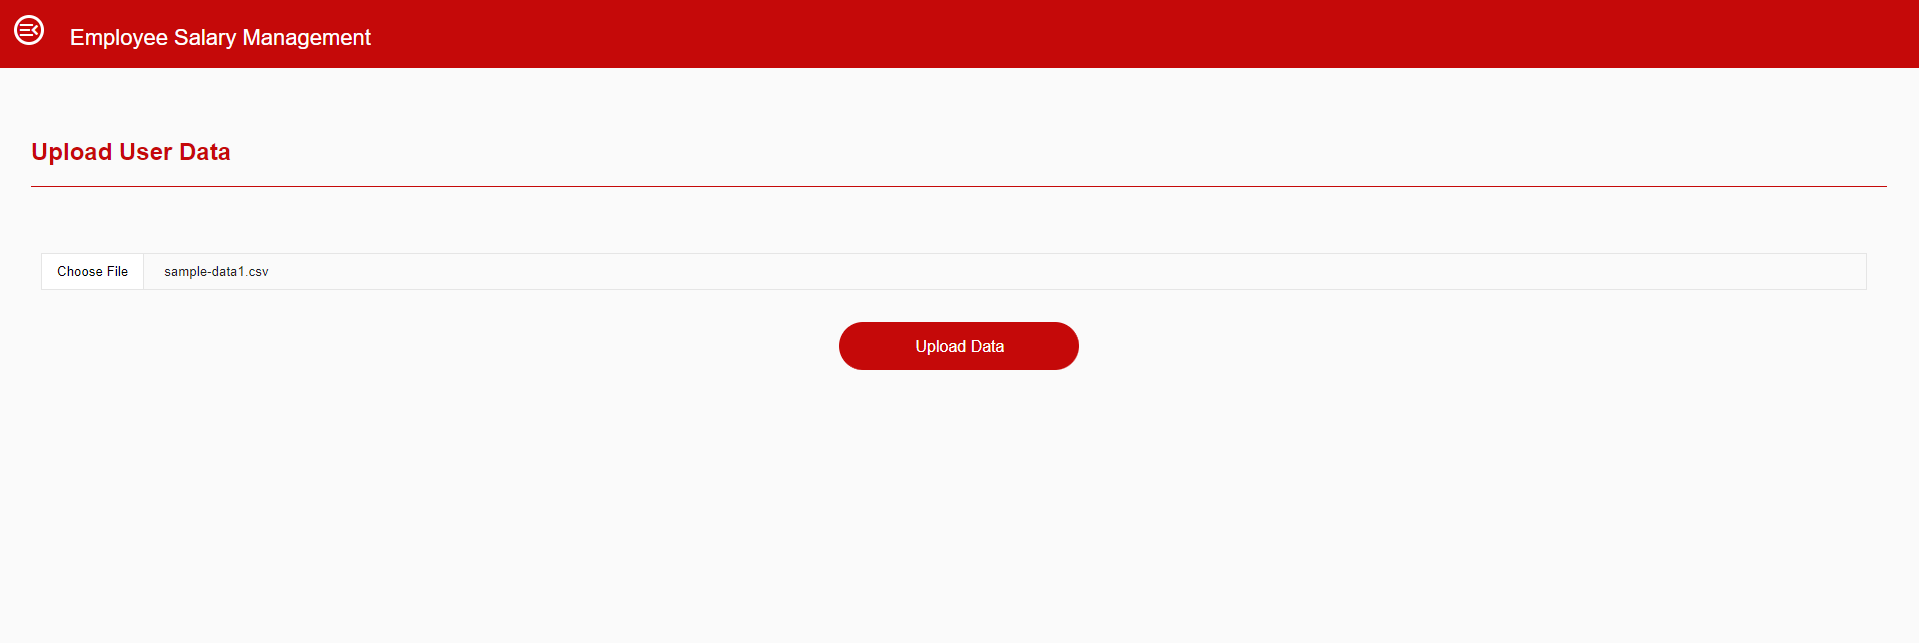 Employee Salary Management
Upload User Data
Choose File sample-data1.csv
Upload Data